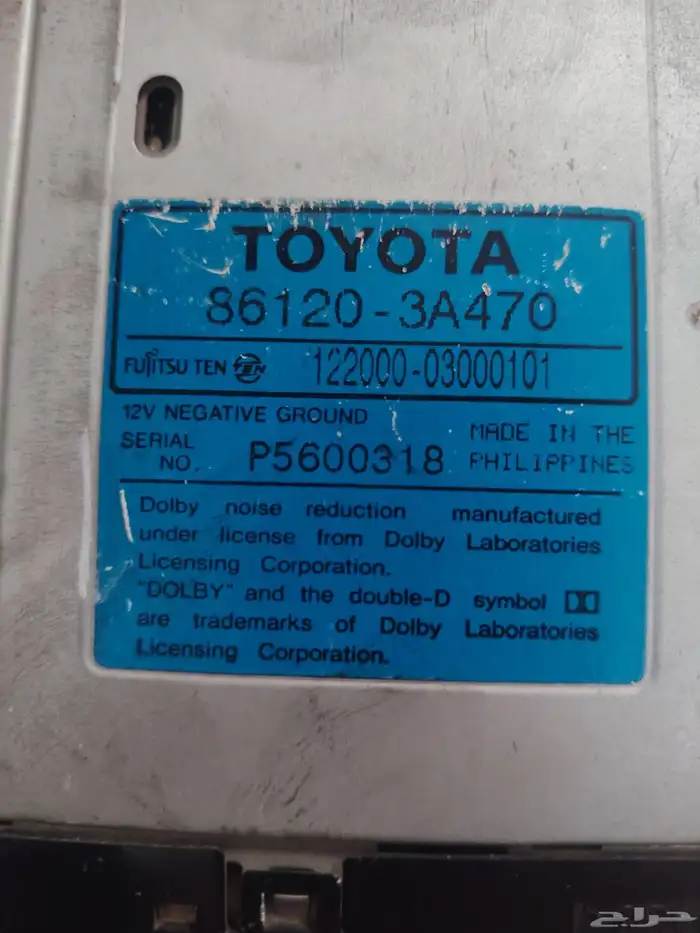 TOYOTA
86120-3A470
FUJITSU TEN TEN 122000-03000101
12V NEGATIVE GROUND
SERIAL NO. P5600318
MADE IN THE PHILIPPINES
Dolby noise reduction manufactured
under license from Dolby Laboratories
Licensing Corporation.
"DOLBY" and the double-D symbol
are trademarks of Dolby Laboratories
Licensing Corporation.
حراج